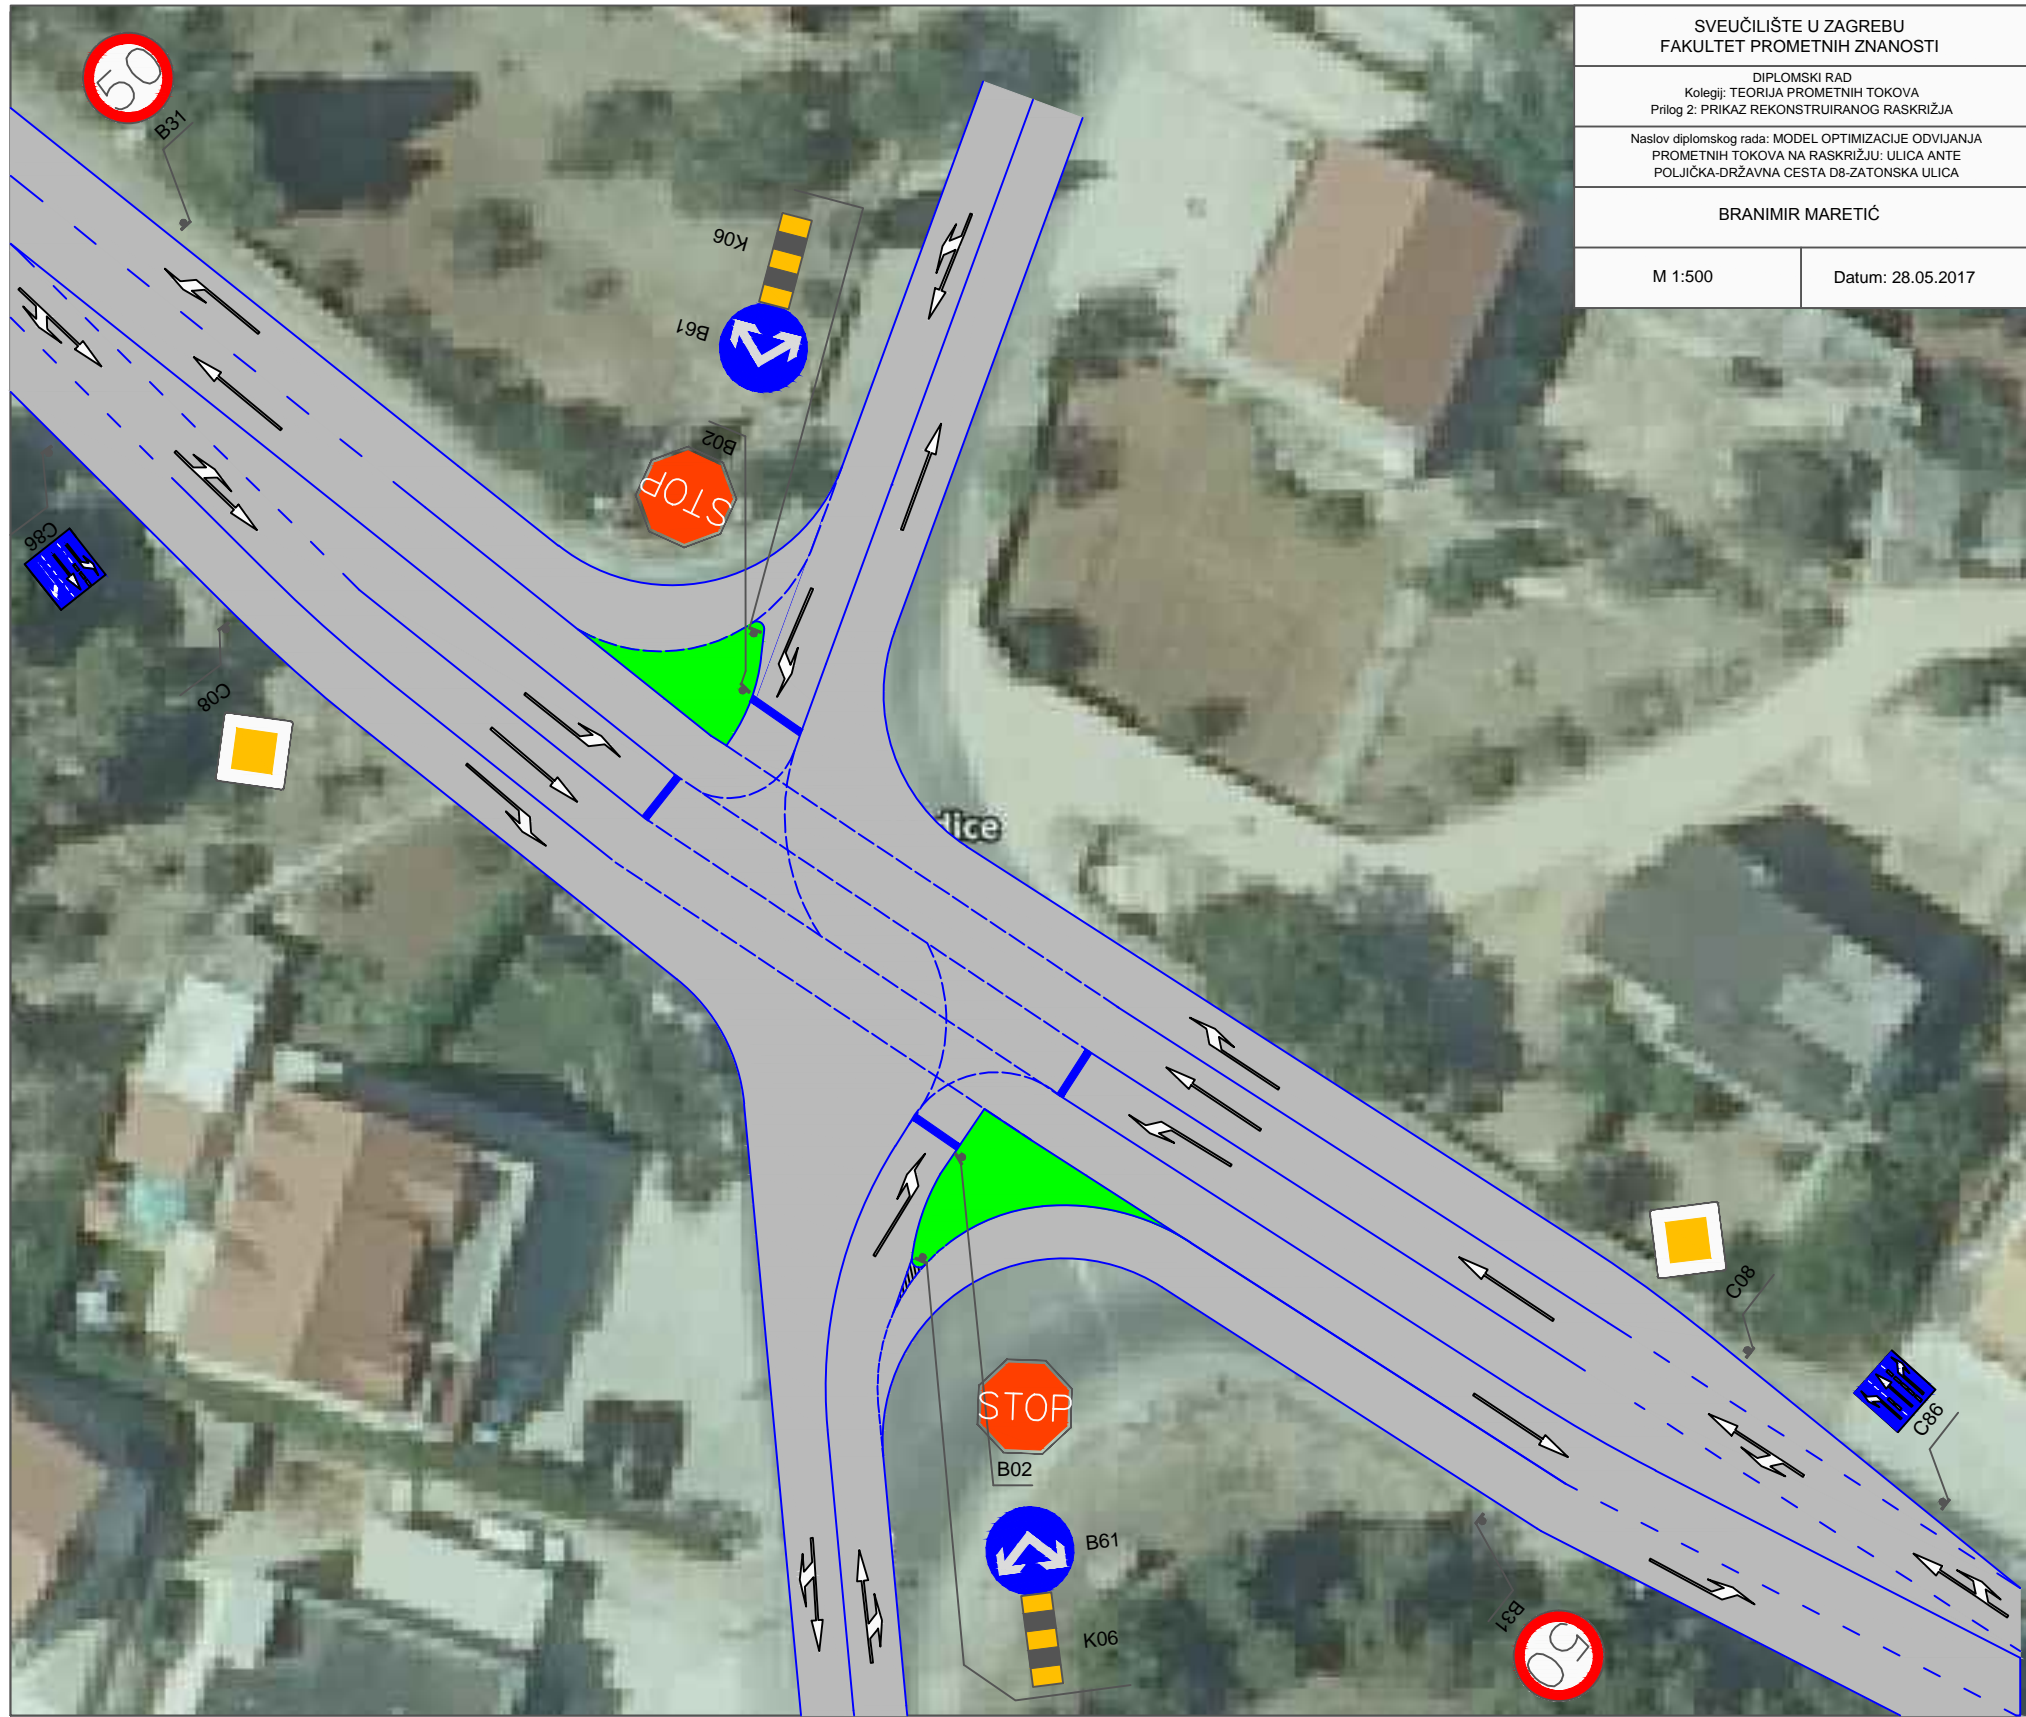 SVEUČILIŠTE U ZAGREBU
FAKULTET PROMETNIH ZNANOSTI
DIPLOMSKI RAD
Kolegij: TEORIJA PROMETNIH TOKOVA
Prilog 2: PRIKAZ REKONSTRUIRANOG RASKRIŽJA
Naslov diplomskog rada: MODEL OPTIMIZACIJE ODVIJANJA
PROMETNIH TOKOVA NA RASKRIŽJU: ULICA ANTE
POLJIČKA-DRŽAVNA CESTA D8-ZATONSKA ULICA
BRANIMIR MARETIĆ
M 1:500
Datum: 28.05.2017
50
B31
K06
B61
B02
STOP
C86
C08
dice
C08
C86
STOP
B02
B61
K06
B31
50